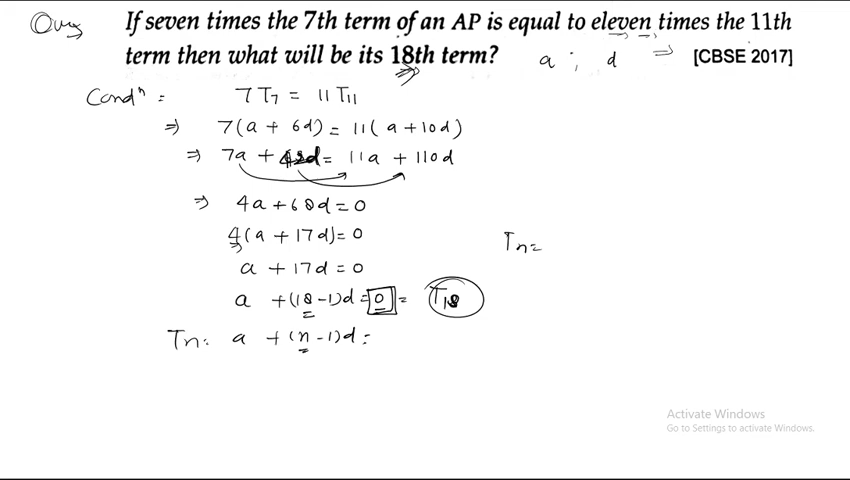 Ques If seven times the 7th term of an AP is equal to eleven times the 11th
term then what will be its 18th term? a ; d ⇒ [CBSE 2017]
Condⁿ = 7T₇ = 11T₁₁
⇒ 7(a + 6d) = 11(a + 10d)
⇒ 7a + 42d = 11a + 110d
⇒ 4a + 68d = 0
4(a + 17d) = 0
Tn =
a + 17d = 0
a + (18 - 1)d = 0 = T₁₈
Tn = a + (n - 1)d =
Activate Windows
Go to Settings to activate Windows.